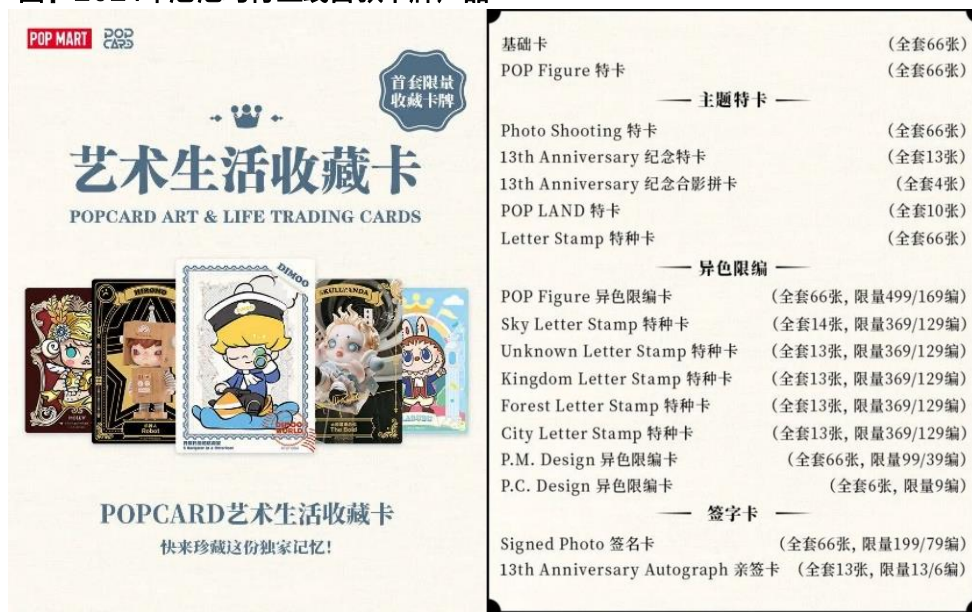 POP MART
POP CARD
首套限量
收藏卡牌
艺术生活收藏卡
POPCARD ART & LIFE TRADING CARDS
HIRONO
DIMOO
SKULLPANDA
Robot
DIMOO
WORLD
The Bold
POPCARD艺术生活收藏卡
快来珍藏这份独家记忆!
基础卡 (全套66张)
POP Figure 特卡 (全套66张)
主题特卡
Photo Shooting 特卡 (全套66张)
13th Anniversary 纪念特卡 (全套13张)
13th Anniversary 纪念合影拼卡 (全套4张)
POP LAND 特卡 (全套10张)
Letter Stamp 特种卡 (全套66张)
异色限编
POP Figure 异色限编卡 (全套66张, 限量499/169编)
Sky Letter Stamp 特种卡 (全套14张, 限量369/129编)
Unknown Letter Stamp 特种卡 (全套13张, 限量369/129编)
Kingdom Letter Stamp 特种卡 (全套13张, 限量369/129编)
Forest Letter Stamp 特种卡 (全套13张, 限量369/129编)
City Letter Stamp 特种卡 (全套13张, 限量369/129编)
P.M. Design 异色限编卡 (全套66张, 限量99/39编)
P.C. Design 异色限编卡 (全套6张, 限量9编)
签字卡
Signed Photo 签名卡 (全套66张, 限量199/79编)
13th Anniversary Autograph 亲签卡 (全套13张, 限量13/6编)